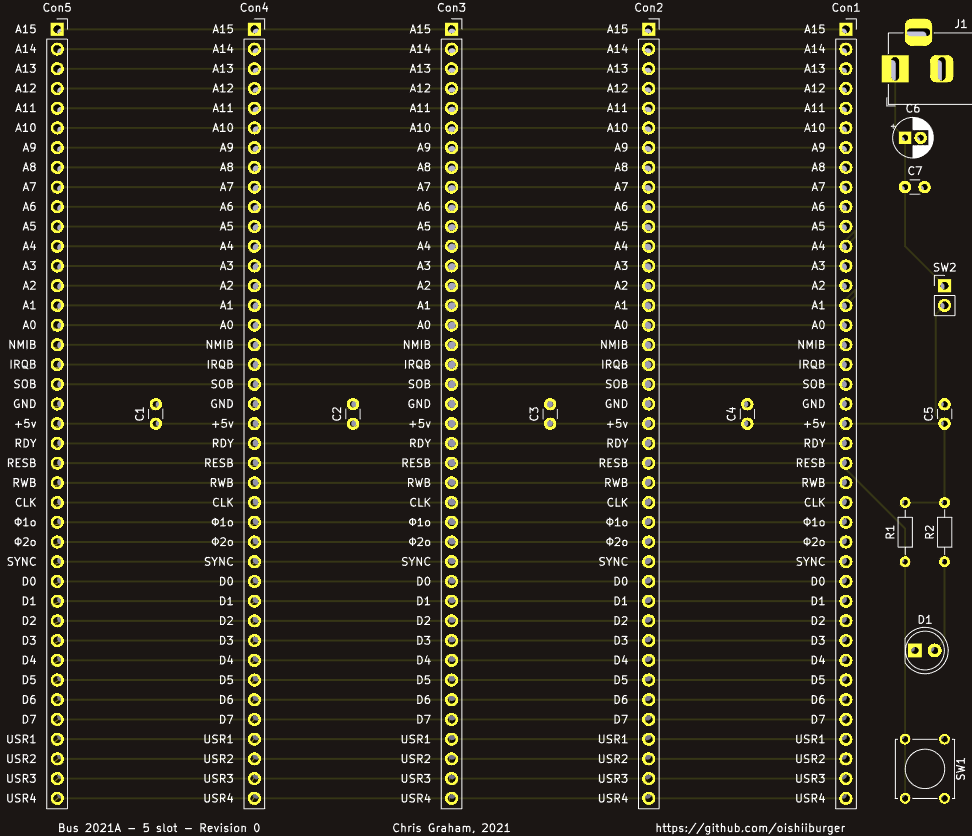 Con5 Con4 Con3 Con2 Con1
A15 A15 A15 A15 A15 J1
A14 A14 A14 A14 A14
A13 A13 A13 A13 A13
A12 A12 A12 A12 A12
A11 A11 A11 A11 A11 C6
A10 A10 A10 A10 A10 +
A9 A9 A9 A9 A9
A8 A8 A8 A8 A8 C7
A7 A7 A7 A7 A7
A6 A6 A6 A6 A6
A5 A5 A5 A5 A5
A4 A4 A4 A4 A4
A3 A3 A3 A3 A3 SW2
A2 A2 A2 A2 A2
A1 A1 A1 A1 A1
A0 A0 A0 A0 A0
NMIB NMIB NMIB NMIB NMIB
IRQB IRQB IRQB IRQB IRQB
SOB SOB SOB SOB SOB
GND C1 GND C2 GND C3 GND C4 GND C5
+5v +5v +5v +5v +5v
RDY RDY RDY RDY RDY
RESB RESB RESB RESB RESB
RWB RWB RWB RWB RWB
CLK CLK CLK CLK CLK
Φ1o Φ1o Φ1o Φ1o Φ1o R1 R2
Φ2o Φ2o Φ2o Φ2o Φ2o
SYNC SYNC SYNC SYNC SYNC
D0 D0 D0 D0 D0
D1 D1 D1 D1 D1
D2 D2 D2 D2 D2 D1
D3 D3 D3 D3 D3
D4 D4 D4 D4 D4
D5 D5 D5 D5 D5
D6 D6 D6 D6 D6
D7 D7 D7 D7 D7
USR1 USR1 USR1 USR1 USR1
USR2 USR2 USR2 USR2 USR2 SW1
USR3 USR3 USR3 USR3 USR3
USR4 USR4 USR4 USR4 USR4
Bus 2021A – 5 slot – Revision 0 Chris Graham, 2021 https://github.com/oishiiburger